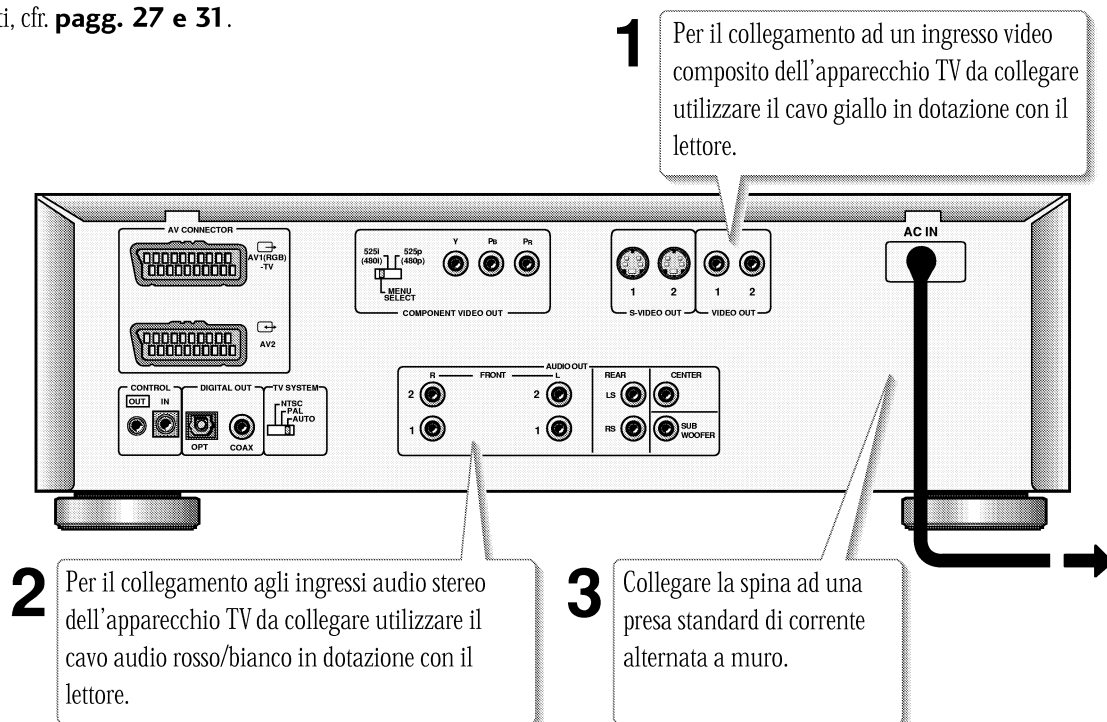 ti, cfr. pagg. 27 e 31.
1
Per il collegamento ad un ingresso video
composito dell'apparecchio TV da collegare
utilizzare il cavo giallo in dotazione con il
lettore.
AV CONNECTOR
AV1(RGB)
-TV
AV2
525i
(480i)
525p
(480p)
MENU
SELECT
Y PB PR
COMPONENT VIDEO OUT
1 2
S-VIDEO OUT
1 2
VIDEO OUT
AC IN
CONTROL
OUT IN
DIGITAL OUT
OPT COAX
TV SYSTEM
NTSC
PAL
AUTO
AUDIO OUT
R FRONT L
2 2
1 1
REAR
LS
RS
CENTER
SUB
WOOFER
2
Per il collegamento agli ingressi audio stereo
dell'apparecchio TV da collegare utilizzare il
cavo audio rosso/bianco in dotazione con il
lettore.
3
Collegare la spina ad una
presa standard di corrente
alternata a muro.